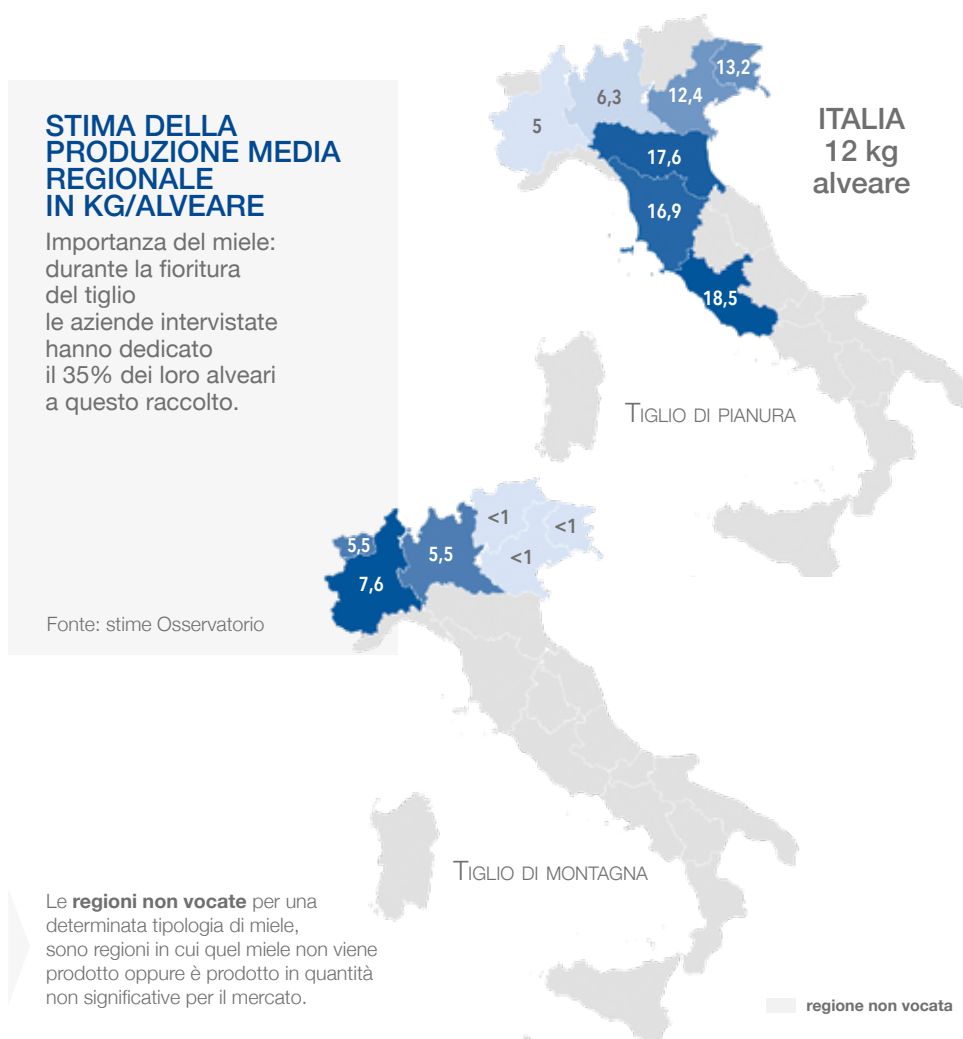 STIMA DELLA
PRODUZIONE MEDIA
REGIONALE
IN KG/ALVEARE
Importanza del miele:
durante la fioritura
del tiglio
le aziende intervistate
hanno dedicato
il 35% dei loro alveari
a questo raccolto.
Fonte: stime Osservatorio
13,2
12,4
6,3
5
17,6
16,9
18,5
ITALIA
12 kg
alveare
Tiglio di pianura
<1
<1
<1
5,5
5,5
7,6
Tiglio di montagna
Le regioni non vocate per una
determinata tipologia di miele,
sono regioni in cui quel miele non viene
prodotto oppure è prodotto in quantità
non significative per il mercato.
regione non vocata